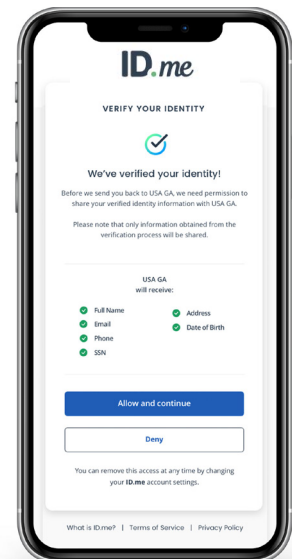 ID.me
VERIFY YOUR IDENTITY
We've verified your identity!
Before we send you back to USA GA, we need permission to
share your verified identity information with USA GA.
Please note that only information obtained from the
verification process will be shared.
USA GA
will receive:
Full Name
Email
Phone
SSN
Address
Date of Birth
Allow and continue
Deny
You can remove this access at any time by changing
your ID.me account settings.
What is ID.me? | Terms of Service | Privacy Policy